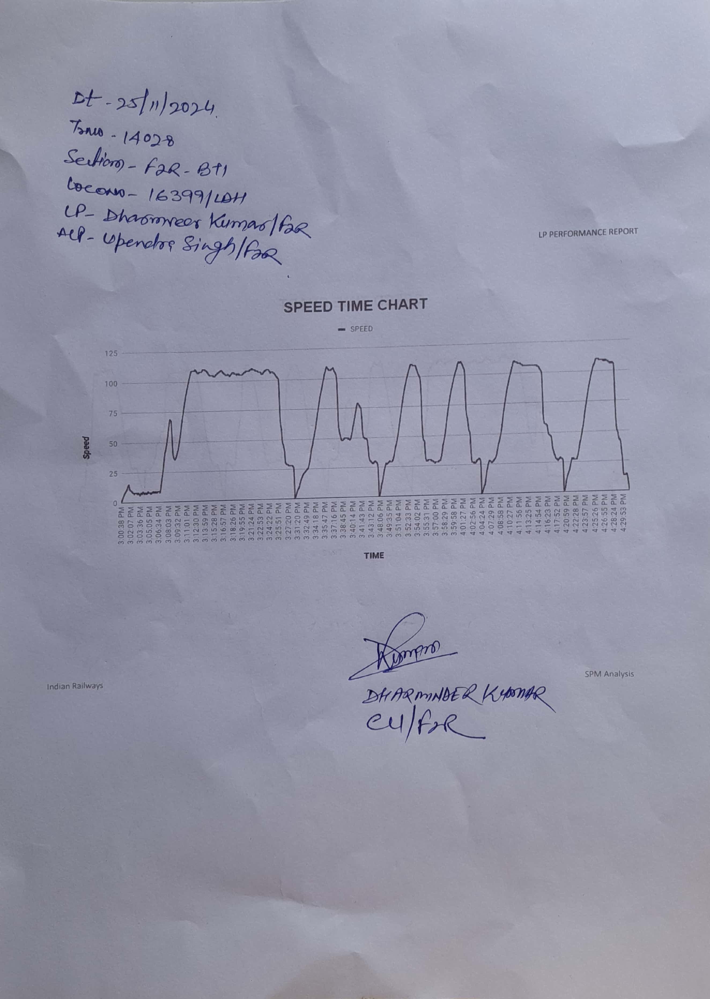 Dt - 25/11/2024.
TrNo - 14028
Section - FZR - BTI
Locono - 16399/LDH
LP - Dharmveer Kumar/FZR
ALP - Upendra Singh/FZR
LP PERFORMANCE REPORT
SPEED TIME CHART
SPEED
125
100
75
50
25
0
Speed
3:00:38 PM
3:02:07 PM
3:03:36 PM
3:05:05 PM
3:06:34 PM
3:08:03 PM
3:09:32 PM
3:11:01 PM
3:12:30 PM
3:13:59 PM
3:15:28 PM
3:16:57 PM
3:18:26 PM
3:19:55 PM
3:21:24 PM
3:22:53 PM
3:24:22 PM
3:25:51 PM
3:27:20 PM
3:31:20 PM
3:32:49 PM
3:34:18 PM
3:35:47 PM
3:37:16 PM
3:38:45 PM
3:40:14 PM
3:41:43 PM
3:43:12 PM
3:48:06 PM
3:49:35 PM
3:51:04 PM
3:52:33 PM
3:54:02 PM
3:55:31 PM
3:57:00 PM
3:58:29 PM
3:59:58 PM
4:01:27 PM
4:02:56 PM
4:04:24 PM
4:07:29 PM
4:08:58 PM
4:10:27 PM
4:11:56 PM
4:13:25 PM
4:14:54 PM
4:16:23 PM
4:17:52 PM
4:20:59 PM
4:22:28 PM
4:23:57 PM
4:25:26 PM
4:26:55 PM
4:28:24 PM
4:29:53 PM
TIME
DKumar
Indian Railways
SPM Analysis
DHARMINDER KUMAR
CLI/FZR